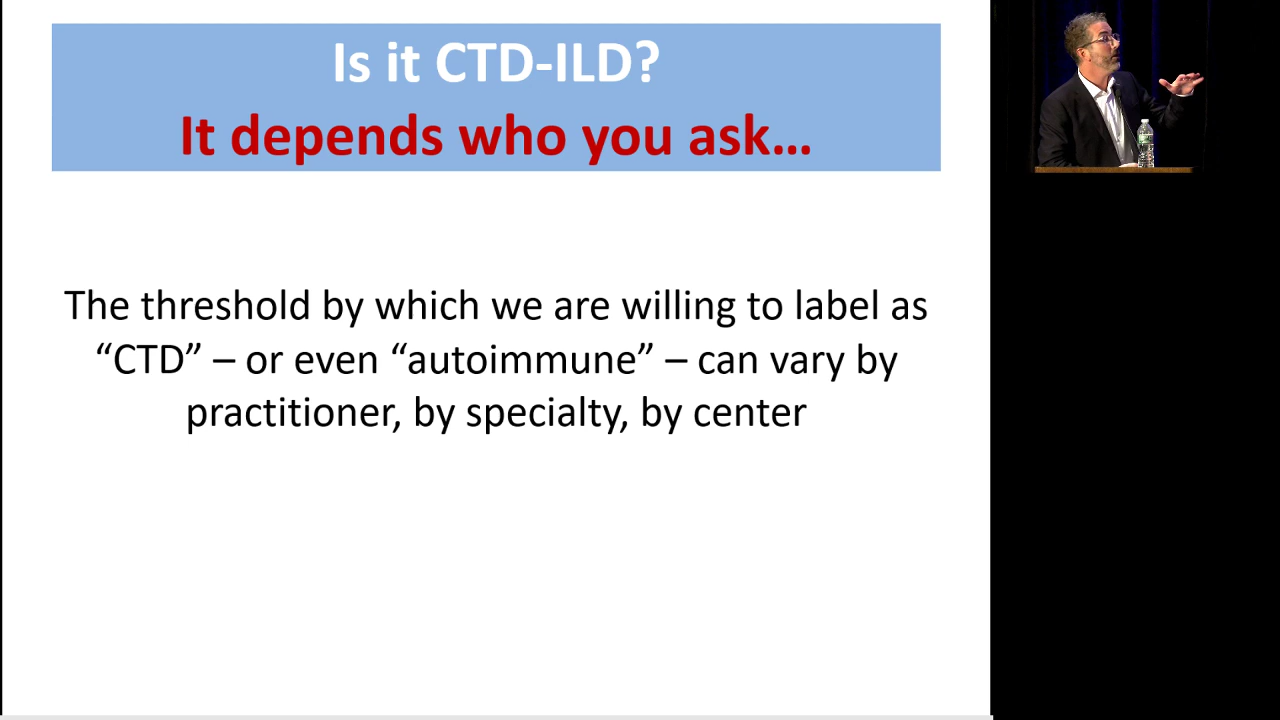 Is it CTD-ILD?
It depends who you ask…
The threshold by which we are willing to label as
“CTD” – or even “autoimmune” – can vary by
practitioner, by specialty, by center